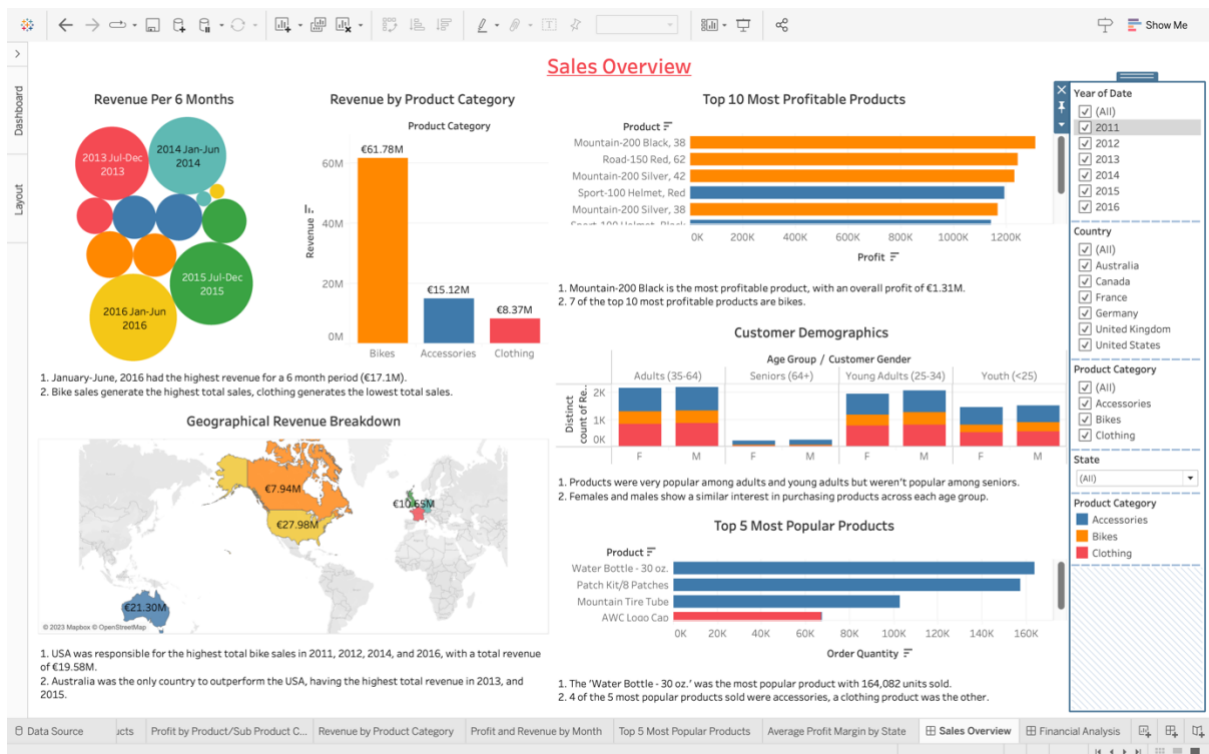 Show Me
Dashboard
Layout
Sales Overview
Revenue Per 6 Months
2013 Jul-Dec
2013
2014 Jan-Jun
2014
2015 Jul-Dec
2015
2016 Jan-Jun
2016
Revenue by Product Category
Product Category
€61.78M
€15.12M
€8.37M
60M
40M
20M
0M
Revenue
Bikes
Accessories
Clothing
1. January-June, 2016 had the highest revenue for a 6 month period (€17.1M).
2. Bike sales generate the highest total sales, clothing generates the lowest total sales.
Geographical Revenue Breakdown
€7.94M
€27.98M
€10.65M
€21.30M
© 2023 Mapbox © OpenStreetMap
1. USA was responsible for the highest total bike sales in 2011, 2012, 2014, and 2016, with a total revenue
of €19.58M.
2. Australia was the only country to outperform the USA, having the highest total revenue in 2013, and
2015.
Top 10 Most Profitable Products
Product
Mountain-200 Black, 38
Road-150 Red, 62
Mountain-200 Silver, 42
Sport-100 Helmet, Red
Mountain-200 Silver, 38
Sport-100 Helmet, Black
0K 200K 400K 600K 800K 1000K 1200K
Profit
1. Mountain-200 Black is the most profitable product, with an overall profit of €1.31M.
2. 7 of the top 10 most profitable products are bikes.
Customer Demographics
Age Group / Customer Gender
Adults (35-64) Seniors (64+) Young Adults (25-34) Youth (<25)
Distinct
count of Re..
2K
1K
0K
F M F M F M F M
1. Products were very popular among adults and young adults but weren't popular among seniors.
2. Females and males show a similar interest in purchasing products across each age group.
Top 5 Most Popular Products
Product
Water Bottle - 30 oz.
Patch Kit/8 Patches
Mountain Tire Tube
AWC Logo Cap
0K 20K 40K 60K 80K 100K 120K 140K 160K
Order Quantity
1. The 'Water Bottle - 30 oz.' was the most popular product with 164,082 units sold.
2. 4 of the 5 most popular products sold were accessories, a clothing product was the other.
Year of Date
(All)
2011
2012
2013
2014
2015
2016
Country
(All)
Australia
Canada
France
Germany
United Kingdom
United States
Product Category
(All)
Accessories
Bikes
Clothing
State
(All)
Product Category
Accessories
Bikes
Clothing
Data Source
ucts
Profit by Product/Sub Product C...
Revenue by Product Category
Profit and Revenue by Month
Top 5 Most Popular Products
Average Profit Margin by State
Sales Overview
Financial Analysis